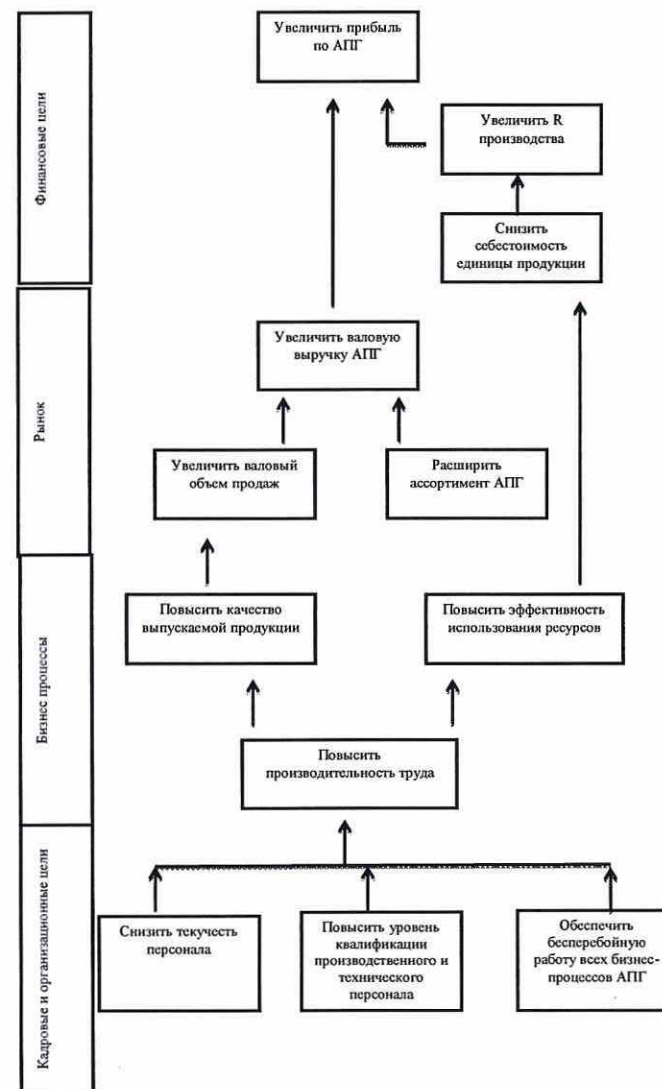 Финансовые цели
Увеличить прибыль
по АПГ
Увеличить R
производства
Снизить
себестоимость
единицы продукции
Рынок
Увеличить валовую
выручку АПГ
Увеличить валовый
объем продаж
Расширить
ассортимент АПГ
Бизнес процессы
Повысить качество
выпускаемой продукции
Повысить эффективность
использования ресурсов
Повысить
производительность труда
Кадровые и организационные цели
Снизить текучесть
персонала
Повысить уровень
квалификации
производственного и
технического
персонала
Обеспечить
бесперебойную
работу всех бизнес-
процессов АПГ